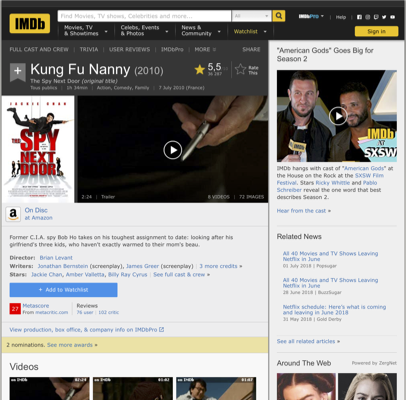 IMDb
Find Movies, TV shows, Celebrities and more...
All
IMDbPro
Help
Movies, TV & Showtimes
Celebs, Events & Photos
News & Community
Watchlist
Sign in
FULL CAST AND CREW | TRIVIA | USER REVIEWS | IMDbPro | MORE
SHARE
Kung Fu Nanny (2010)
The Spy Next Door (original title)
Tous publics | 1h 34min | Action, Comedy, Family | 7 July 2010 (France)
5,5
Rate This
JACKIE CHAN
THE SPY NEXT DOOR
2:24 | Trailer
8 VIDEOS | 72 IMAGES
On Disc
at Amazon
Former C.I.A. spy Bob Ho takes on his toughest assignment to date: looking after his girlfriend's three kids, who haven't exactly warmed to their mom's beau.
Director: Brian Levant
Writers: Jonathan Bernstein (screenplay), James Greer (screenplay) | 3 more credits »
Stars: Jackie Chan, Amber Valletta, Billy Ray Cyrus | See full cast & crew »
+ Add to Watchlist
27
Metascore
From metacritic.com
Reviews
76 user | 102 critic
View production, box office, & company info on IMDbPro
2 nominations. See more awards »
Videos
"American Gods" Goes Big for Season 2
IMDb
at
SXSW
IMDb hangs with cast of "American Gods" at the House on the Rock at the SXSW Film Festival. Stars Ricky Whittle and Pablo Schreiber reveal the one word that best describes Season 2.
Hear from the cast »
Related News
All 40 Movies and TV Shows Leaving Netflix in June
01 July 2018 | Popsugar
All 40 Movies and TV Shows Leaving Netflix in June
28 June 2018 | BuzzSugar
Netflix schedule: Here's what is coming and leaving in June 2018
31 May 2018 | Gold Derby
See all related articles »
Around The Web
Powered by ZergNet